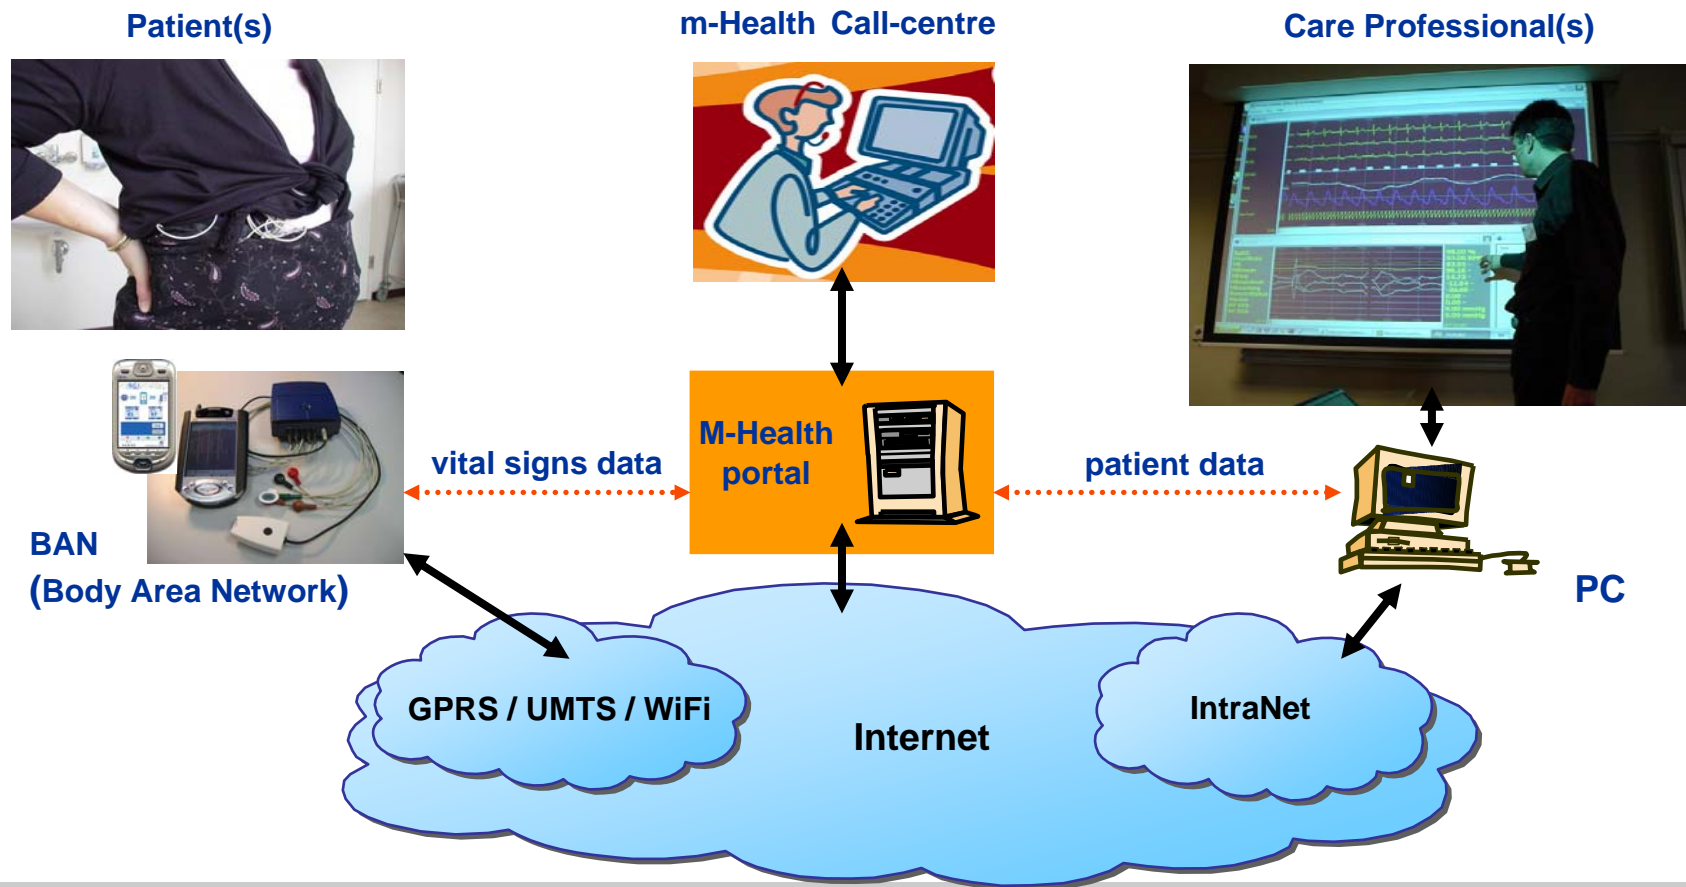 Patient(s)
m-Health Call-centre
Care Professional(s)
M-Health
portal
vital signs data
patient data
BAN
(Body Area Network)
PC
GPRS / UMTS / WiFi
IntraNet
Internet